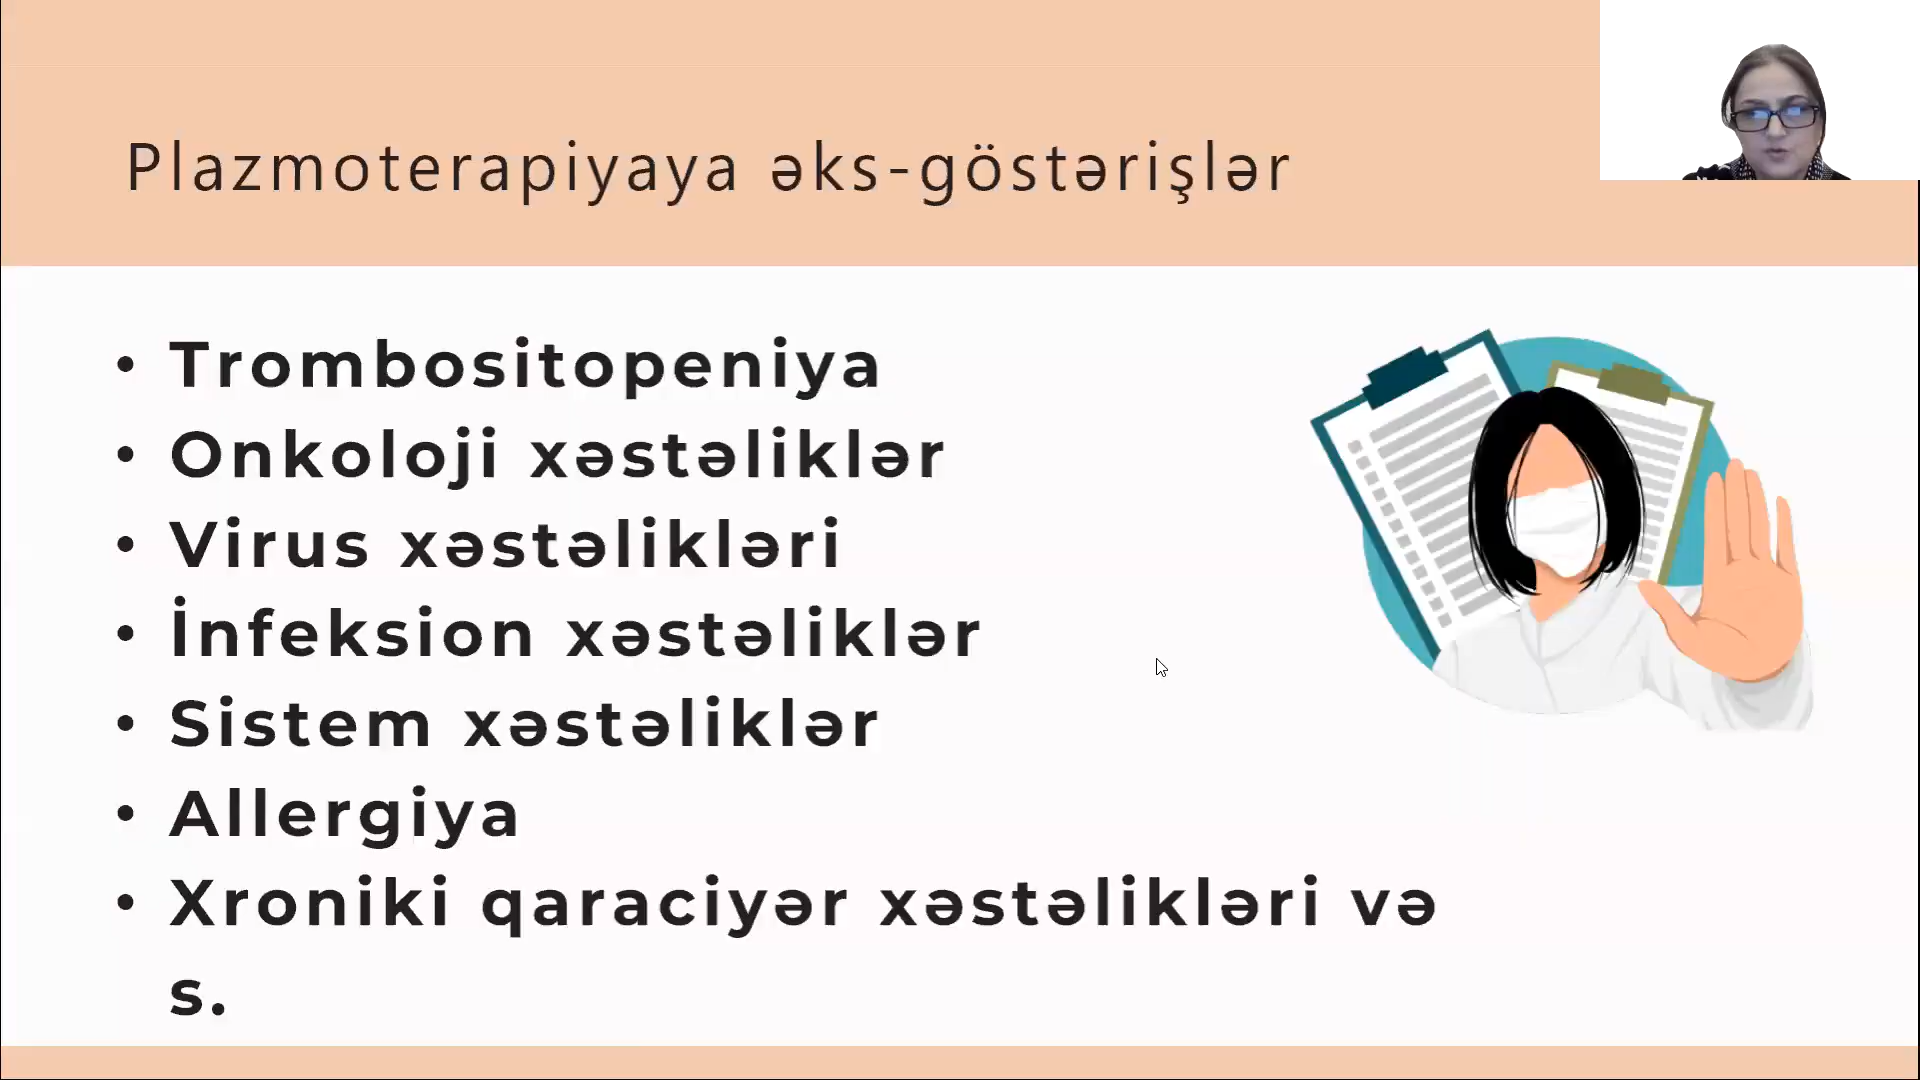 Plazmoterapiyaya əks-göstərişlər
• Trombositopeniya
• Onkoloji xəstəliklər
• Virus xəstəlikləri
• İnfeksion xəstəliklər
• Sistem xəstəliklər
• Allergiya
• Xroniki qaraciyər xəstəlikləri və
s.